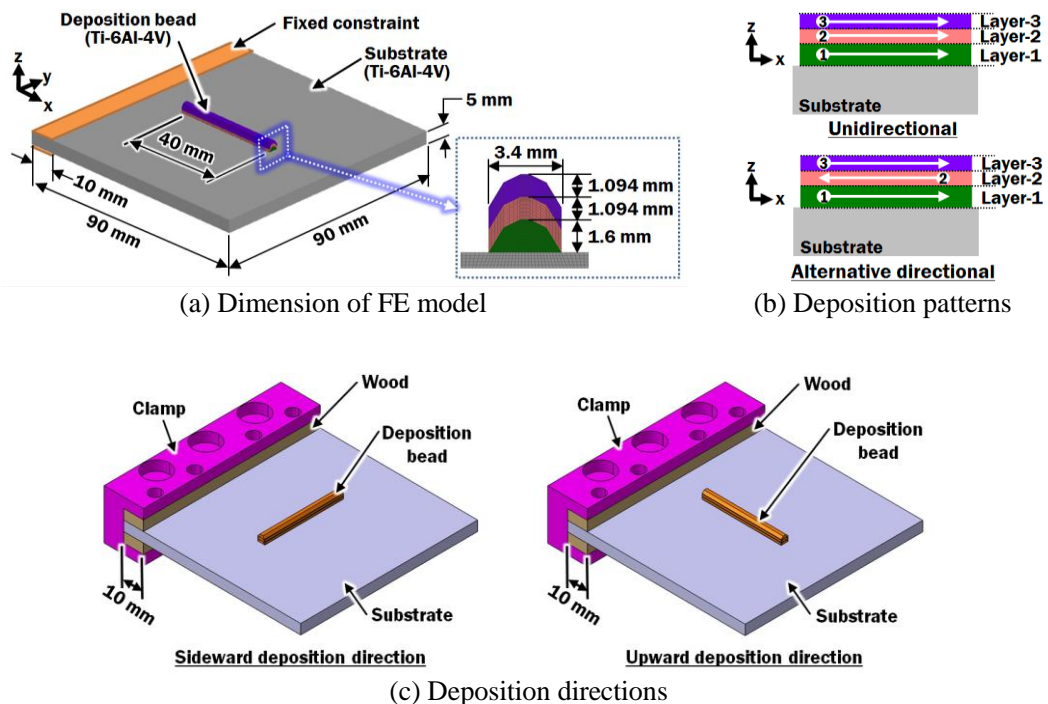 Deposition bead
(Ti-6Al-4V)
Fixed constraint
Substrate
(Ti-6Al-4V)
z
y
x
5 mm
40 mm
10 mm
90 mm
90 mm
3.4 mm
1.094 mm
1.094 mm
1.6 mm
(a) Dimension of FE model
z
x
3
2
1
Layer-3
Layer-2
Layer-1
Substrate
Unidirectional
z
x
3
2
1
Layer-3
Layer-2
Layer-1
Substrate
Alternative directional
(b) Deposition patterns
Clamp
Wood
Deposition
bead
10 mm
Substrate
Sideward deposition direction
Clamp
Wood
Deposition
bead
10 mm
Substrate
Upward deposition direction
(c) Deposition directions